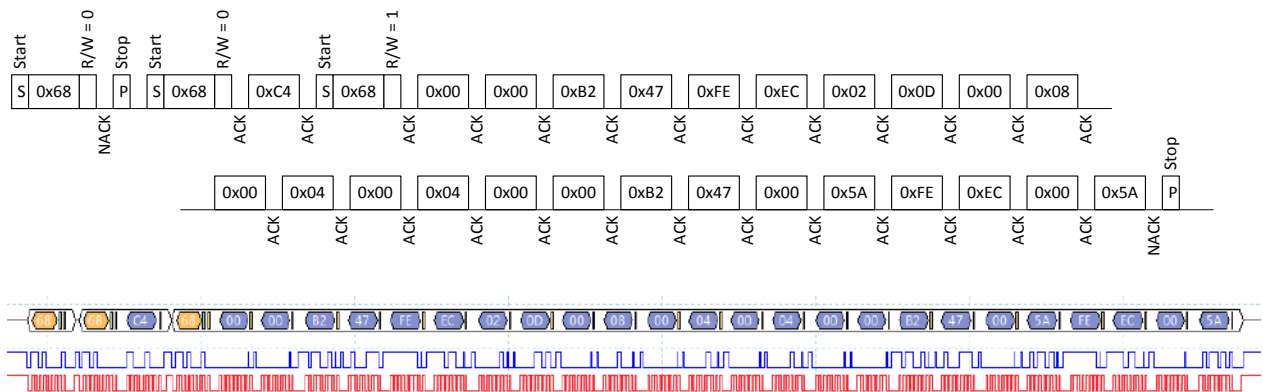 Start R/W = 0 Stop Start R/W = 0 Start R/W = 1
S 0x68 P S 0x68 0xC4 S 0x68 0x00 0x00 0xB2 0x47 0xFE 0xEC 0x02 0x0D 0x00 0x08
NACK ACK ACK ACK ACK ACK ACK ACK ACK ACK ACK ACK ACK ACK
Stop
0x00 0x04 0x00 0x04 0x00 0x00 0xB2 0x47 0x00 0x5A 0xFE 0xEC 0x00 0x5A P
ACK ACK ACK ACK ACK ACK ACK ACK ACK ACK ACK ACK ACK NACK
68 68 C4 68 00 00 B2 47 FE EC 02 0D 00 08 00 04 00 04 00 00 B2 47 00 5A FE EC 00 5A